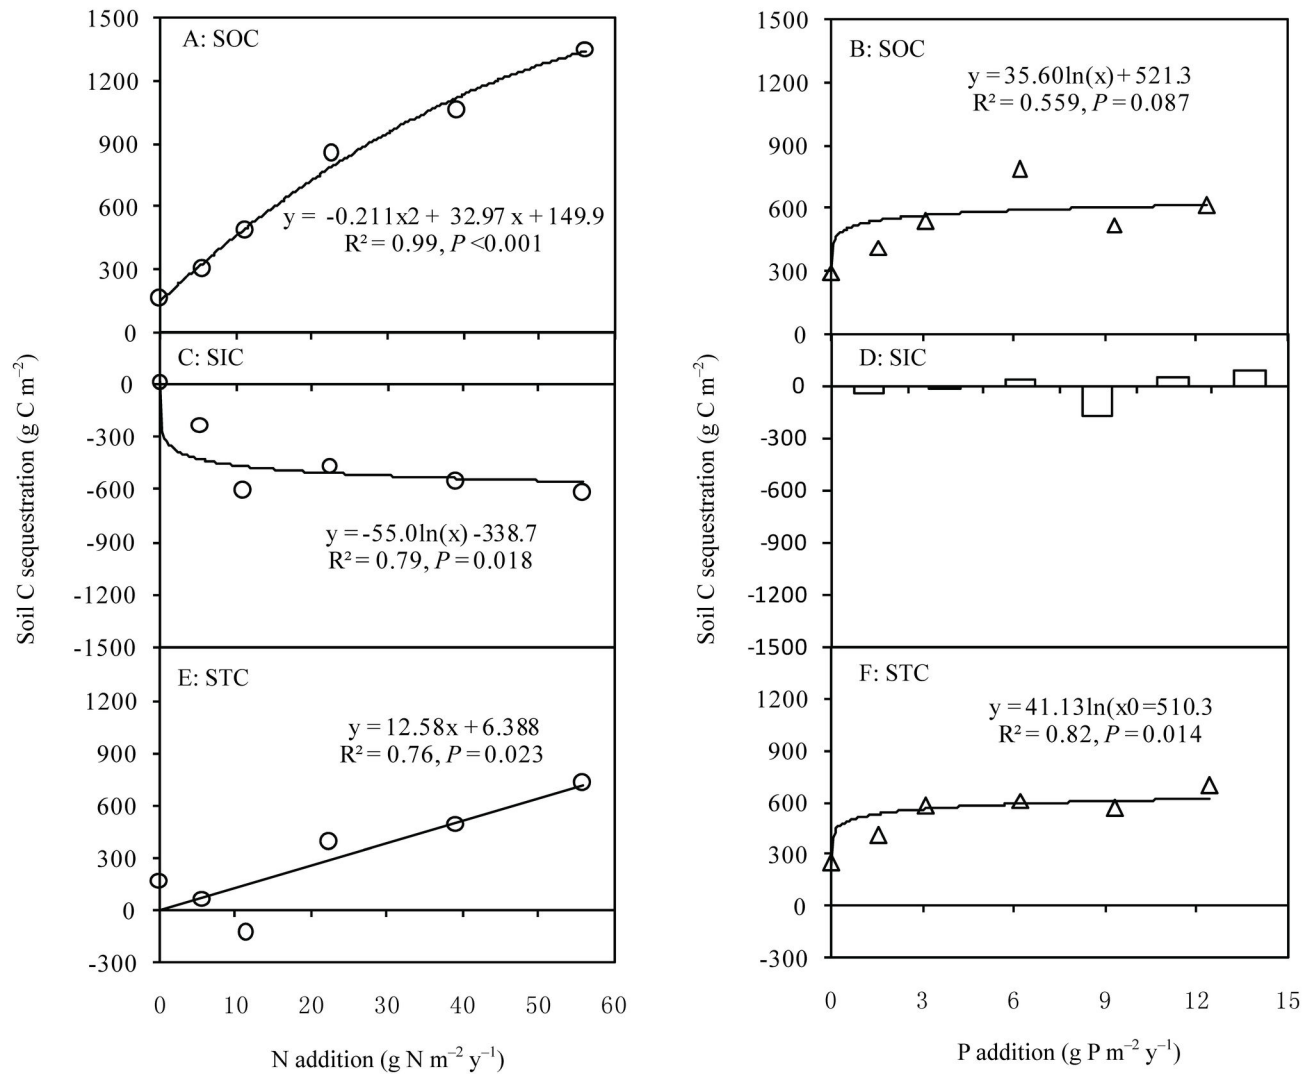 1500
A: SOC
1200
900
600
y = -0.211x2 + 32.97 x + 149.9
R² = 0.99, P <0.001
300
0
C: SIC
0
-300
-600
y = -55.0ln(x) -338.7
R² = 0.79, P = 0.018
-900
-1200
-1500
E: STC
1200
y = 12.58x + 6.388
R² = 0.76, P = 0.023
900
600
300
0
-300
0 10 20 30 40 50 60
N addition (g N m⁻² y⁻¹)
Soil C sequestration (g C m⁻²)
1500
B: SOC
y = 35.60ln(x) + 521.3
R² = 0.559, P = 0.087
1200
900
600
300
0
D: SIC
0
-300
-600
-900
-1200
-1500
F: STC
1200
y = 41.13ln(x0=510.3
R² = 0.82, P = 0.014
900
600
300
0
-300
0 3 6 9 12 15
P addition (g P m⁻² y⁻¹)
Soil C sequestration (g C m⁻²)